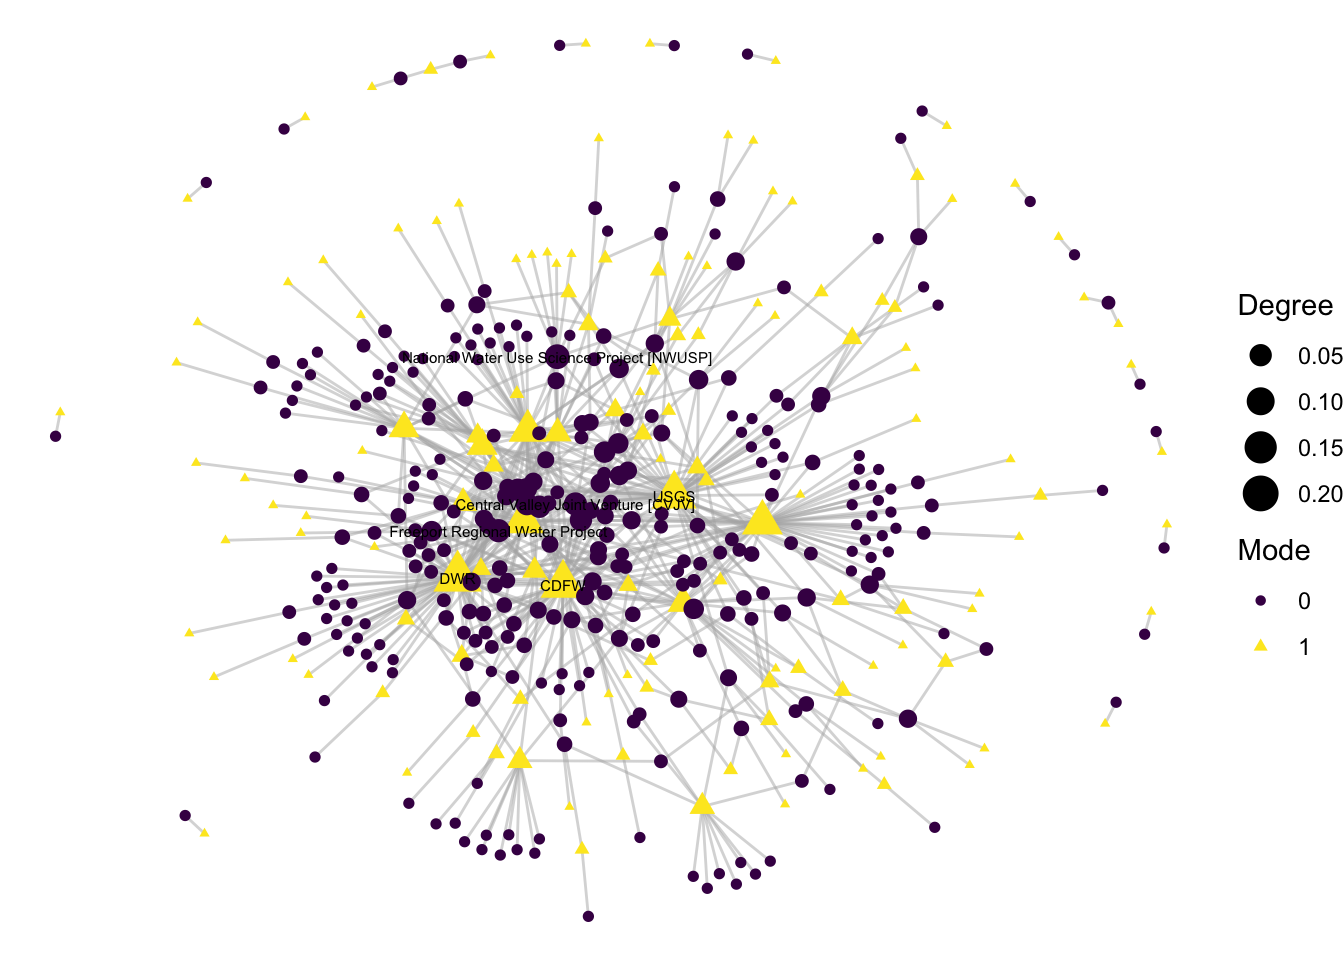 National Water Use Science Project [NWUSP]
USGS
Central Valley Joint Venture [CVJV]
Freeport Regional Water Project
DWR
CDFW
Degree
0.05
0.10
0.15
0.20
Mode
0
1